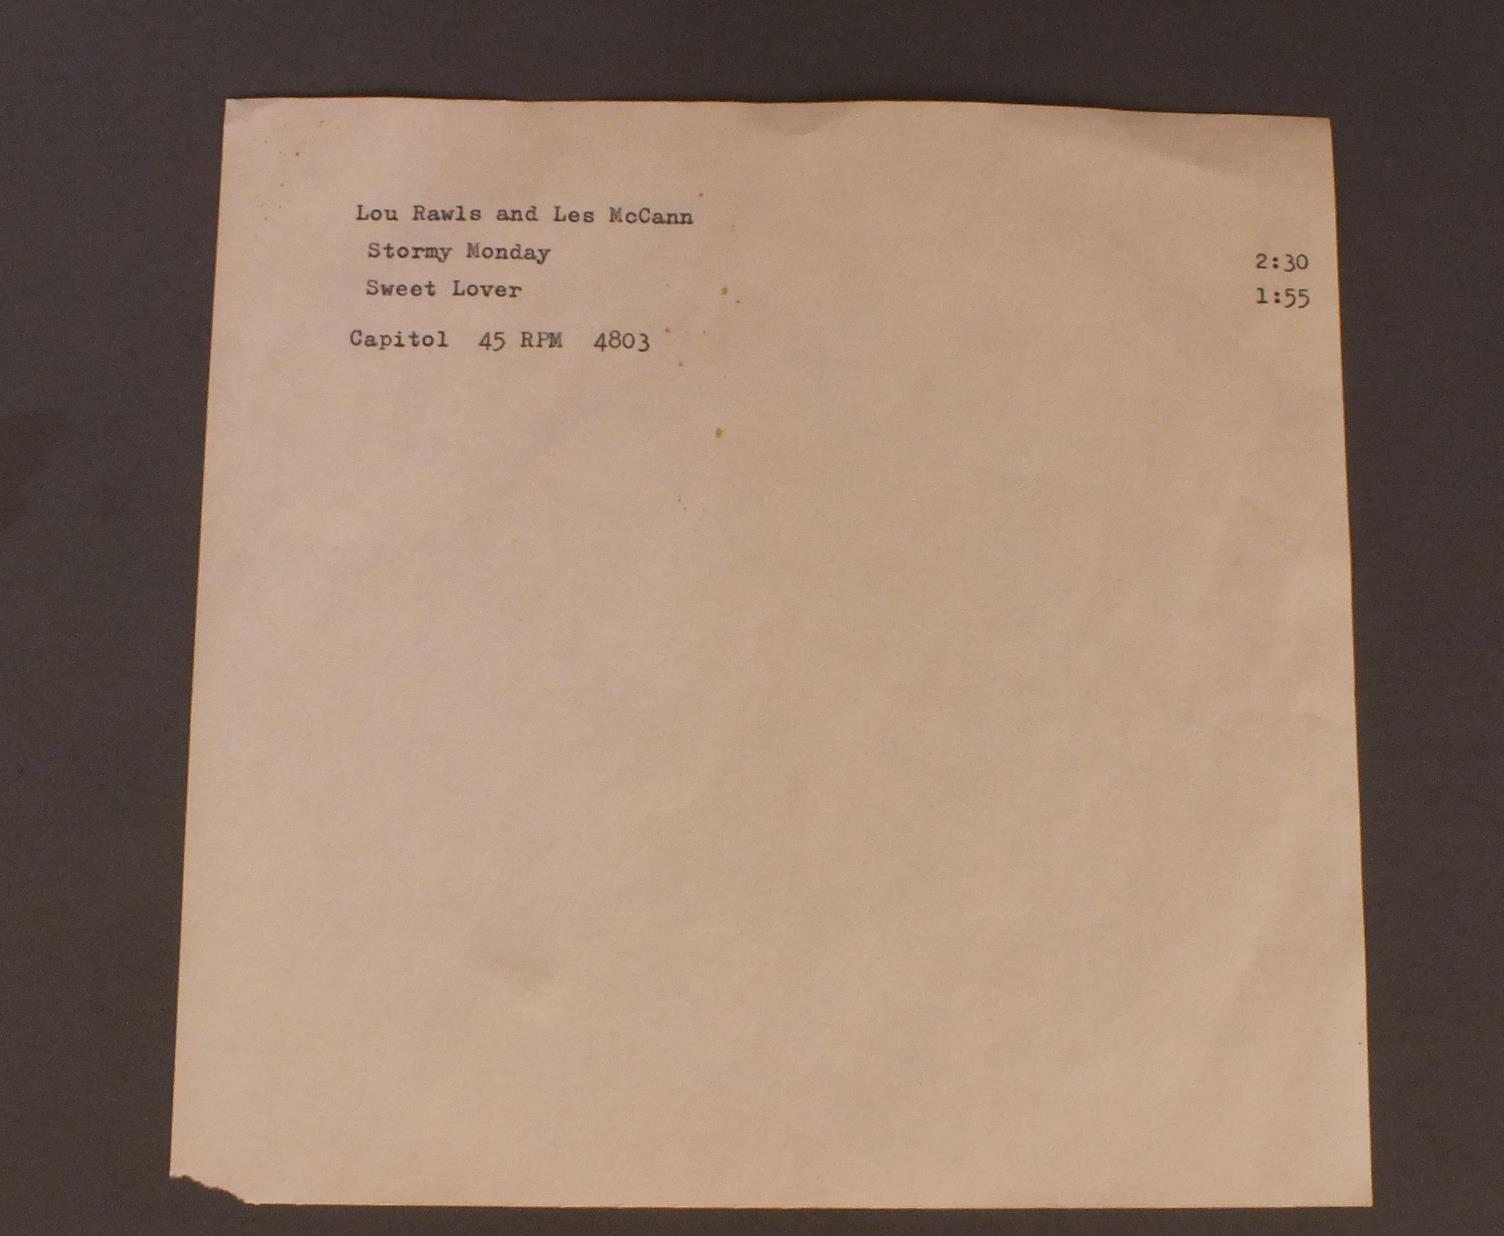 Lou Rawls and Les McCann
Stormy Monday 2:30
Sweet Lover 1:55
Capitol 45 RPM 4803